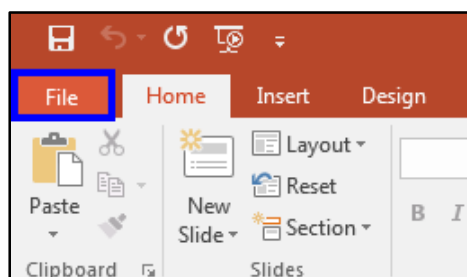 File Home Insert Design
Layout
Reset
Paste New
Slide Section B I
Clipboard Slides